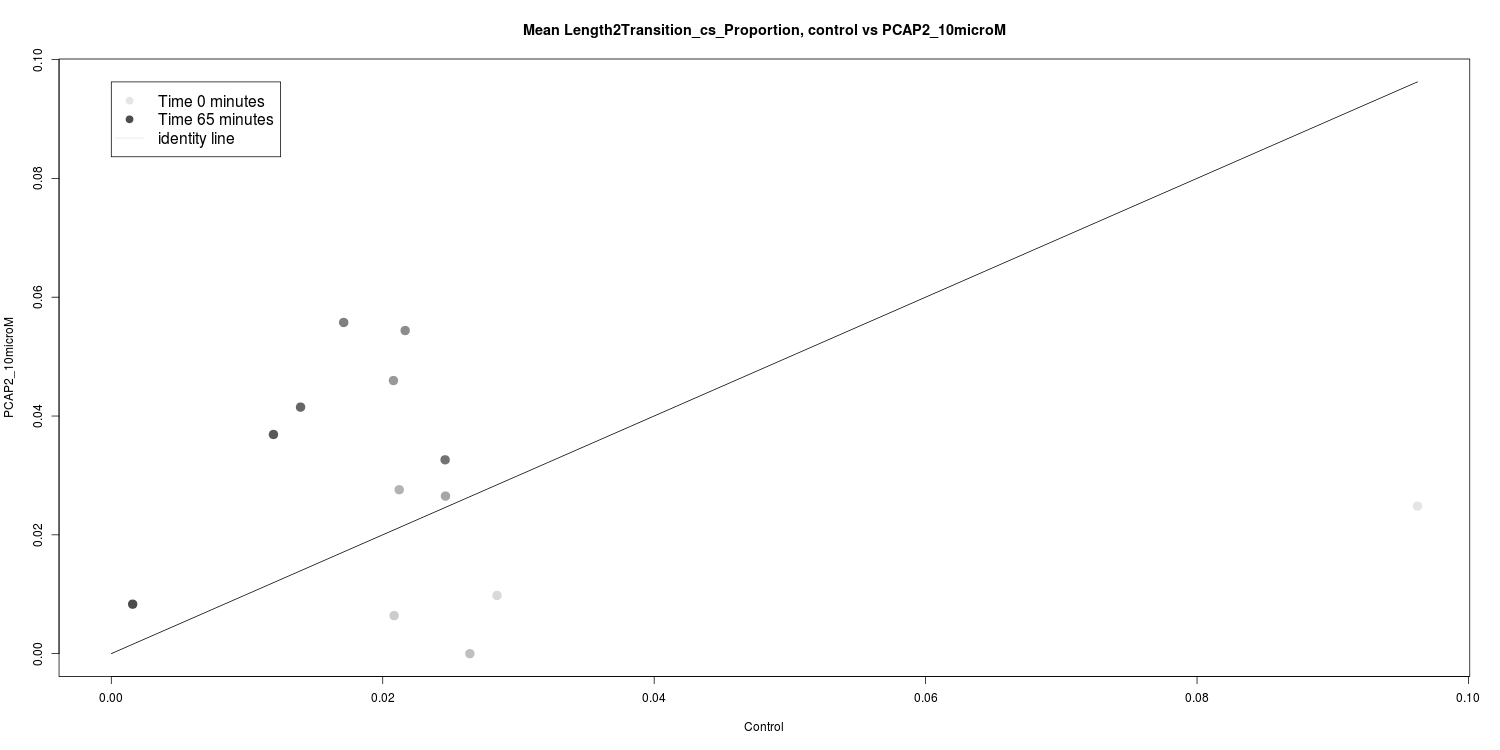 Mean Length2Transition_cs_Proportion, control vs PCAP2_10microM
0.10
0.08
0.06
0.04
0.02
0.00
PCAP2_10microM
Time 0 minutes
Time 65 minutes
identity line
0.00 0.02 0.04 0.06 0.08 0.10
Control